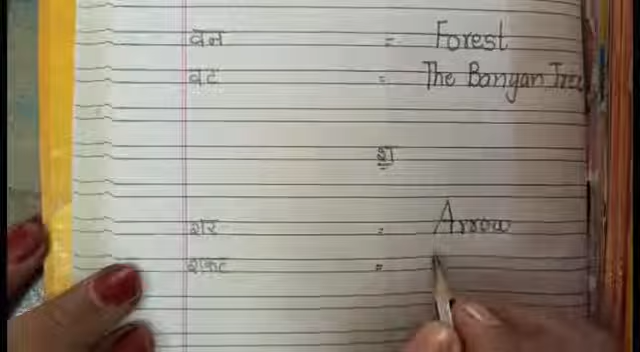 वन = Forest
वट = The Banyan Tree
श
शर = Arrow
शकट =